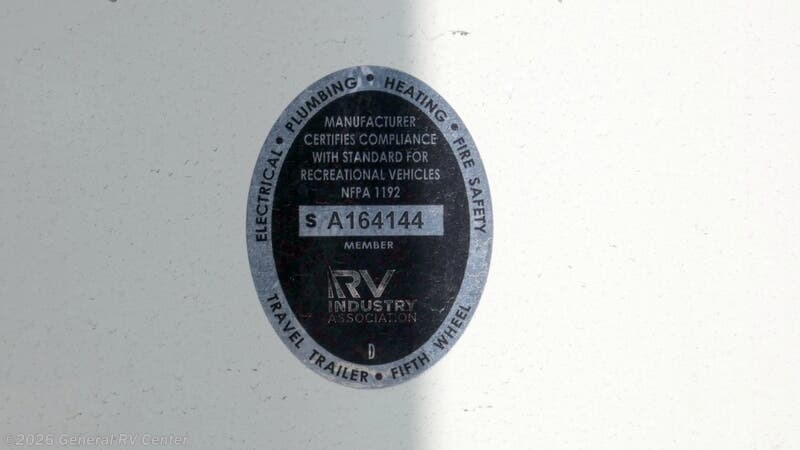 ELECTRICAL • PLUMBING • HEATING • FIRE SAFETY
MANUFACTURER
CERTIFIES COMPLIANCE
WITH STANDARD FOR
RECREATIONAL VEHICLES
NFPA 1192
S A164144
MEMBER
RV
INDUSTRY
ASSOCIATION
D
TRAVEL TRAILER • FIFTH WHEEL
©2026 General RV Center